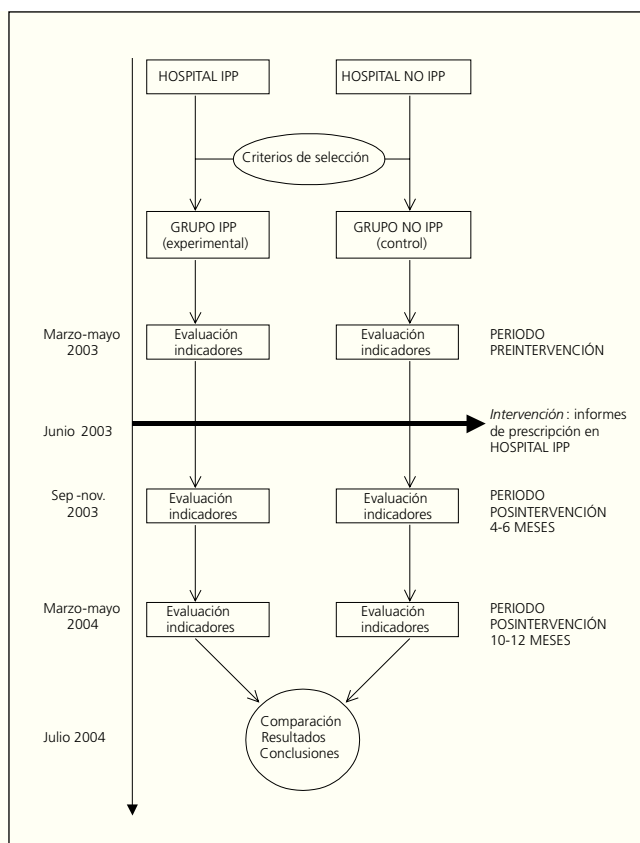 HOSPITAL IPP
HOSPITAL NO IPP
Criterios de selección
GRUPO IPP
(experimental)
GRUPO NO IPP
(control)
Marzo-mayo
2003
Evaluación
indicadores
Evaluación
indicadores
PERIODO
PREINTERVENCIÓN
Junio 2003
Intervención: informes
de prescripción en
HOSPITAL IPP
Sep-nov.
2003
Evaluación
indicadores
Evaluación
indicadores
PERIODO
POSINTERVENCIÓN
4-6 MESES
Marzo-mayo
2004
Evaluación
indicadores
Evaluación
indicadores
PERIODO
POSINTERVENCIÓN
10-12 MESES
Julio 2004
Comparación
Resultados
Conclusiones